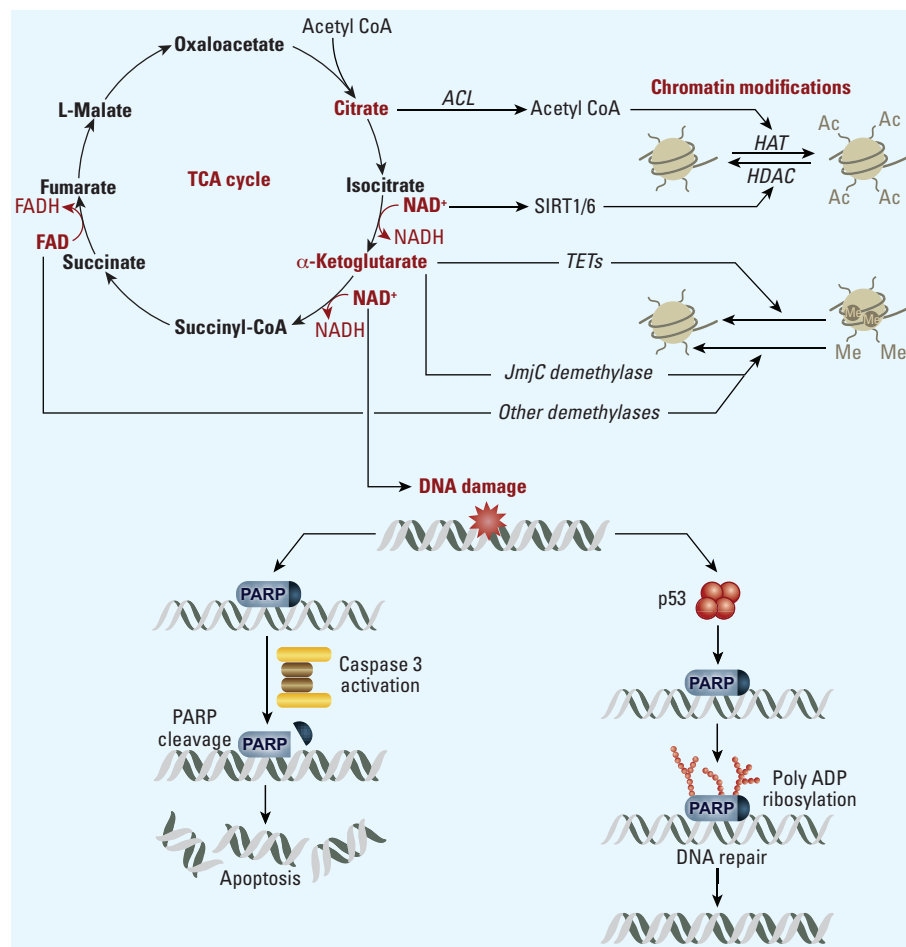 Acetyl CoA
Oxaloacetate
Citrate
ACL
Acetyl CoA
Chromatin modifications
L-Malate
Ac
Ac
HAT
HDAC
Ac
Ac
TCA cycle
Isocitrate
Fumarate
NAD+
SIRT1/6
FADH
NADH
FAD
Succinate
α-Ketoglutarate
TETs
NAD+
Me
Me
Succinyl-CoA
NADH
Me
Me
JmjC demethylase
Other demethylases
DNA damage
PARP
p53
Caspase 3
activation
PARP
PARP
cleavage
PARP
Poly ADP
ribosylation
PARP
DNA repair
Apoptosis